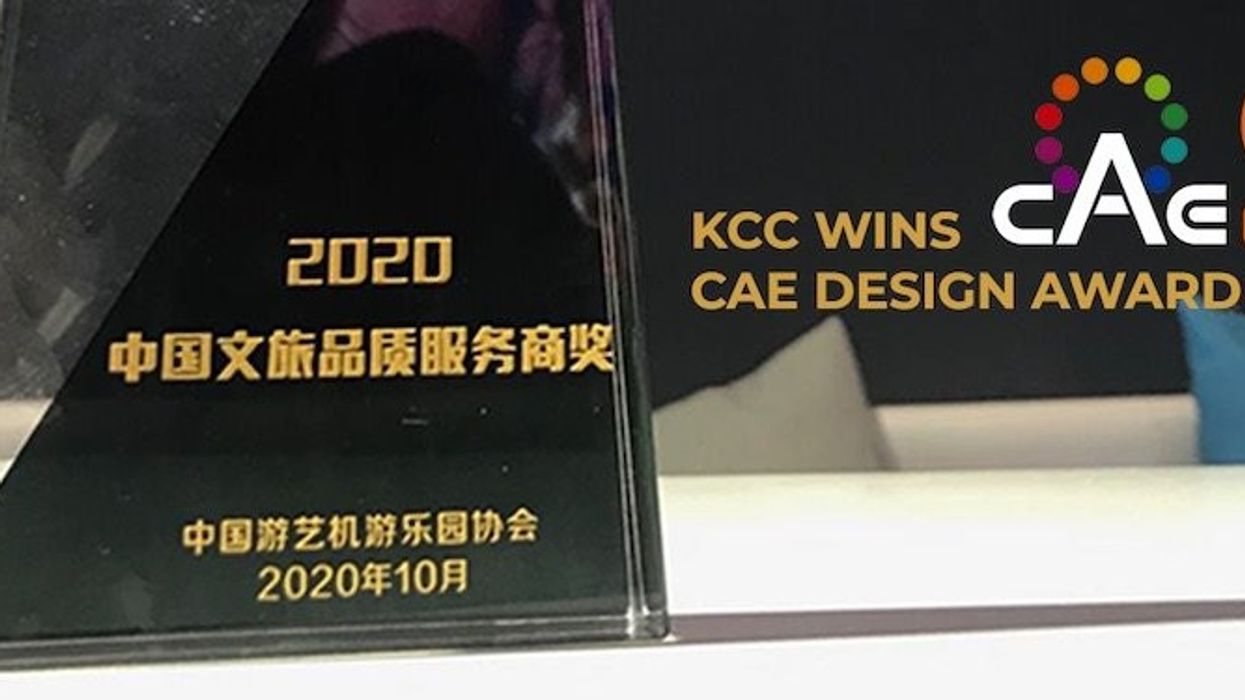 2020
中国文旅品质服务商奖
中国游艺机游乐园协会
2020年10月
CAE
KCC WINS
CAE DESIGN AWARD